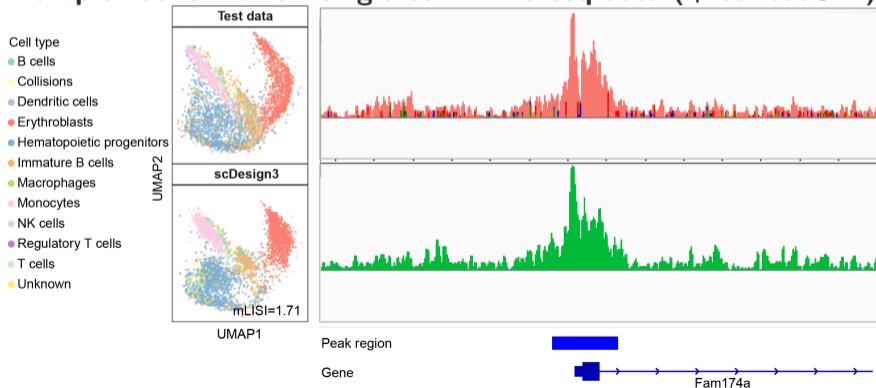 Test data
Cell type
B cells
Collisions
Dendritic cells
Erythroblasts
Hematopoietic progenitors
Immature B cells
Macrophages
Monocytes
NK cells
Regulatory T cells
T cells
Unknown
UMAP2
scDesign3
mLISI=1.71
UMAP1
Peak region
Gene
Fam174a